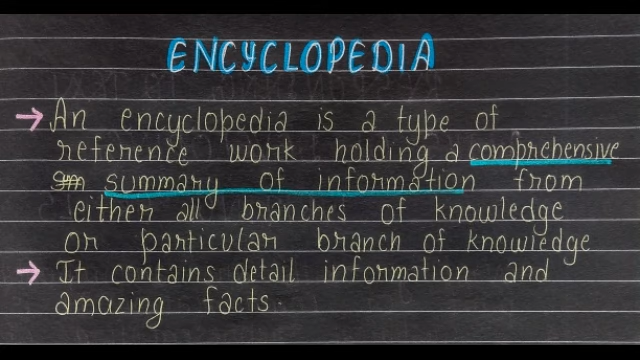 ENCYCLOPEDIA
→ An encyclopedia is a type of
reference work holding a comprehensive
summary of information from
either all branches of knowledge
or particular branch of knowledge
→ It contains detail information and
amazing facts.